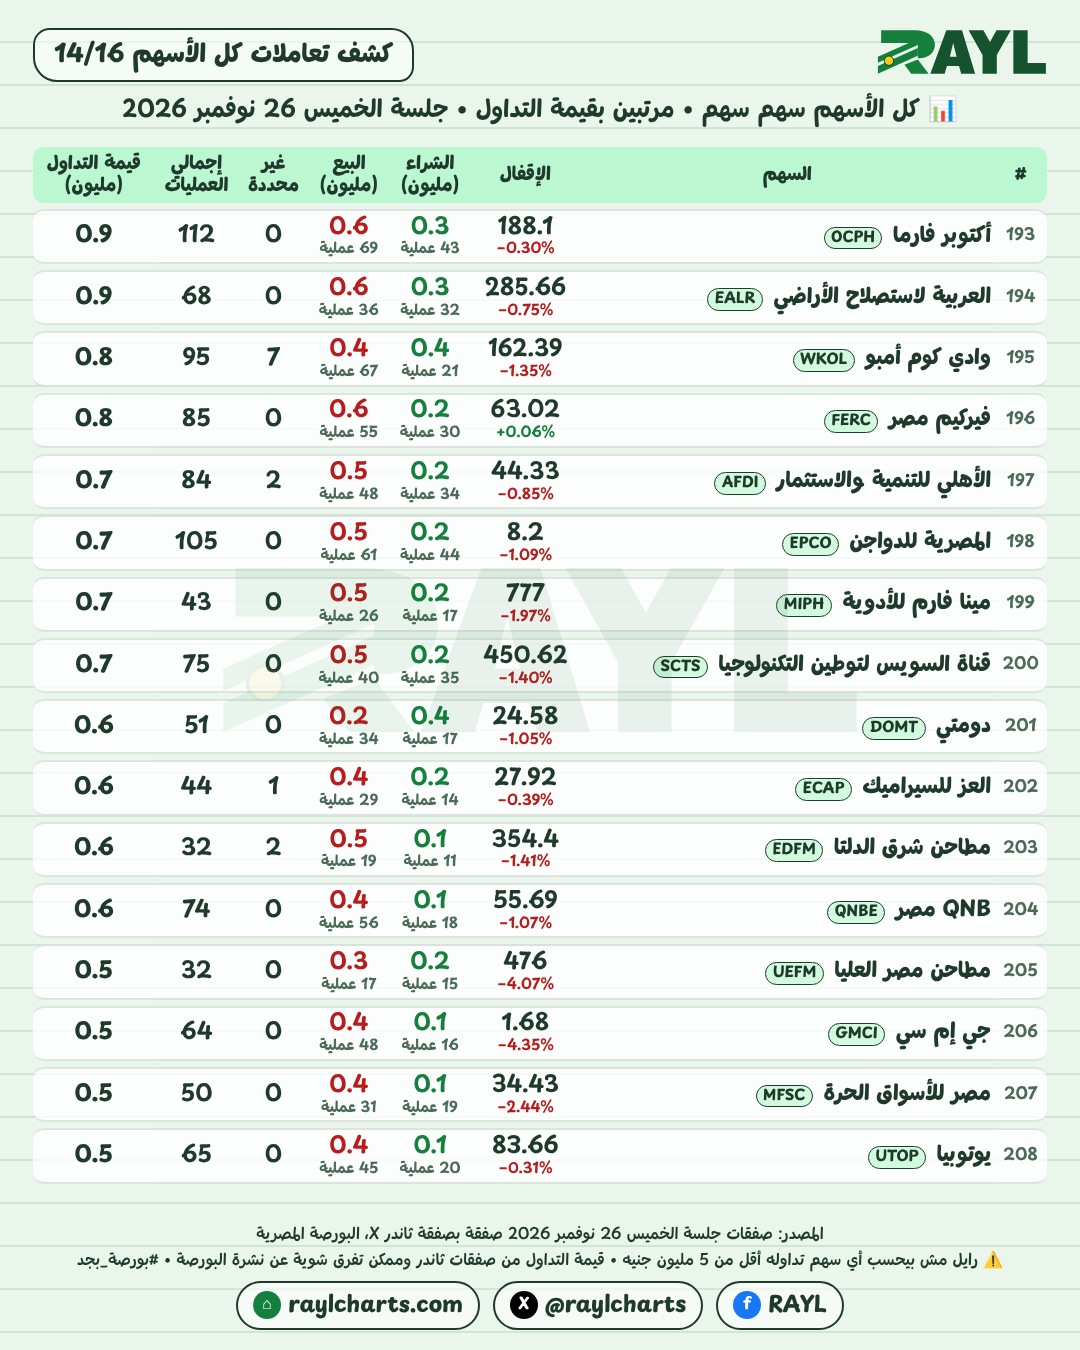 RAYL
كشف تعاملات كل الأسهم 14/16
📊 كل الأسهم سهم سهم • مرتبين بقيمة التداول • جلسة الخميس 26 نوفمبر 2026
# السهم الإقفال الشراء (مليون) البيع (مليون) غير محددة إجمالي العمليات قيمة التداول (مليون)
193 أكتوبر فارما OCPH 188.1 0.3 0.6 0 112 0.9
−0.30% 43 عملية 69 عملية
194 العربية لاستصلاح الأراضي EALR 285.66 0.3 0.6 0 68 0.9
−0.75% 32 عملية 36 عملية
195 وادي كوم أمبو WKOL 162.39 0.4 0.4 7 95 0.8
−1.35% 21 عملية 67 عملية
196 فيركيم مصر FERC 63.02 0.2 0.6 0 85 0.8
+0.06% 30 عملية 55 عملية
197 الأهلي للتنمية والاستثمار AFDI 44.33 0.2 0.5 2 84 0.7
−0.85% 34 عملية 48 عملية
198 المصرية للدواجن EPCO 8.2 0.2 0.5 0 105 0.7
−1.09% 44 عملية 61 عملية
199 مينا فارم للأدوية MIPH 777 0.2 0.5 0 43 0.7
−1.97% 17 عملية 26 عملية
200 قناة السويس لتوطين التكنولوجيا SCTS 450.62 0.2 0.5 0 75 0.7
−1.40% 35 عملية 40 عملية
201 دومتي DOMT 24.58 0.4 0.2 0 51 0.6
−1.05% 17 عملية 34 عملية
202 العز للسيراميك ECAP 27.92 0.2 0.4 1 44 0.6
−0.39% 14 عملية 29 عملية
203 مطاحن شرق الدلتا EDFM 354.4 0.1 0.5 2 32 0.6
−1.41% 11 عملية 19 عملية
204 QNB مصر QNBE 55.69 0.1 0.4 0 74 0.6
−1.07% 18 عملية 56 عملية
205 مطاحن مصر العليا UEFM 476 0.2 0.3 0 32 0.5
−4.07% 15 عملية 17 عملية
206 جي إم سي GMCI 1.68 0.1 0.4 0 64 0.5
−4.35% 16 عملية 48 عملية
207 مصر للأسواق الحرة MFSC 34.43 0.1 0.4 0 50 0.5
−2.44% 19 عملية 31 عملية
208 يوتوبيا UTOP 83.66 0.1 0.4 0 65 0.5
−0.31% 20 عملية 45 عملية
المصدر: صفقات جلسة الخميس 26 نوفمبر 2026 صفقة بصفقة ثاندر X، البورصة المصرية
⚠️ رايل مش بيحسب أي سهم تداوله أقل من 5 مليون جنيه • قيمة التداول من صفقات ثاندر وممكن تفرق شوية عن نشرة البورصة • #بورصة_بجد
raylcharts.com @raylcharts RAYL